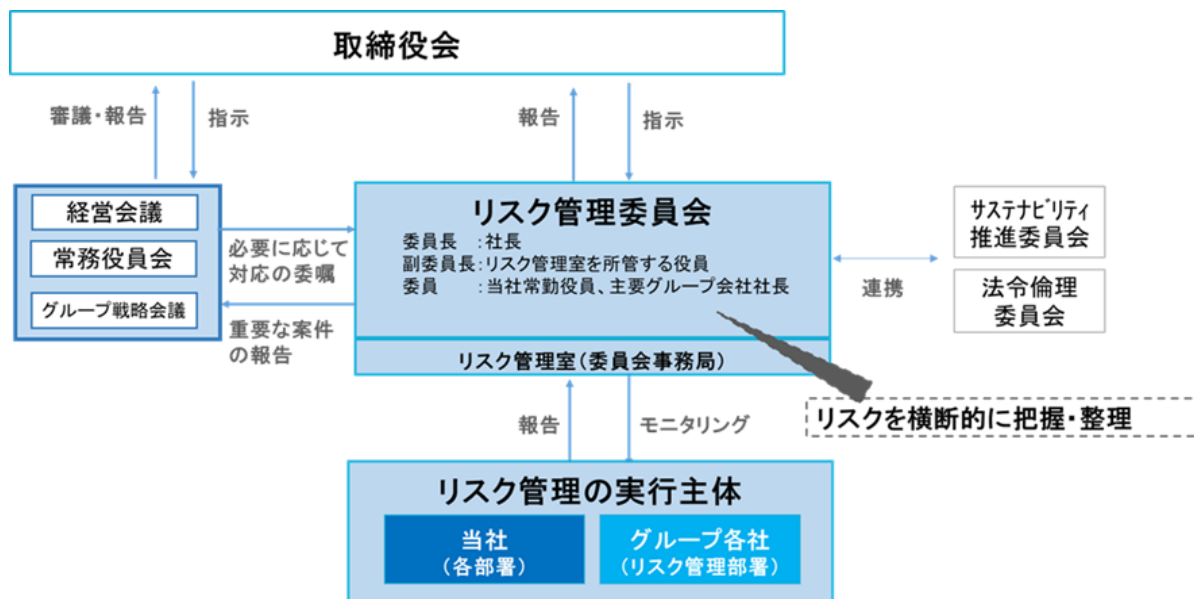 取締役会
審議・報告
指示
報告
指示
経営会議
常務役員会
グループ戦略会議
必要に応じて
対応の委嘱
重要な案件
の報告
リスク管理委員会
委員長　：社長
副委員長：リスク管理室を所管する役員
委員　　：当社常勤役員、主要グループ会社社長
リスク管理室（委員会事務局）
連携
ｻｽﾃﾅﾋﾞﾘﾃｨ
推進委員会
法令倫理
委員会
リスクを横断的に把握・整理
報告
モニタリング
リスク管理の実行主体
当社
（各部署）
グループ各社
（リスク管理部署）